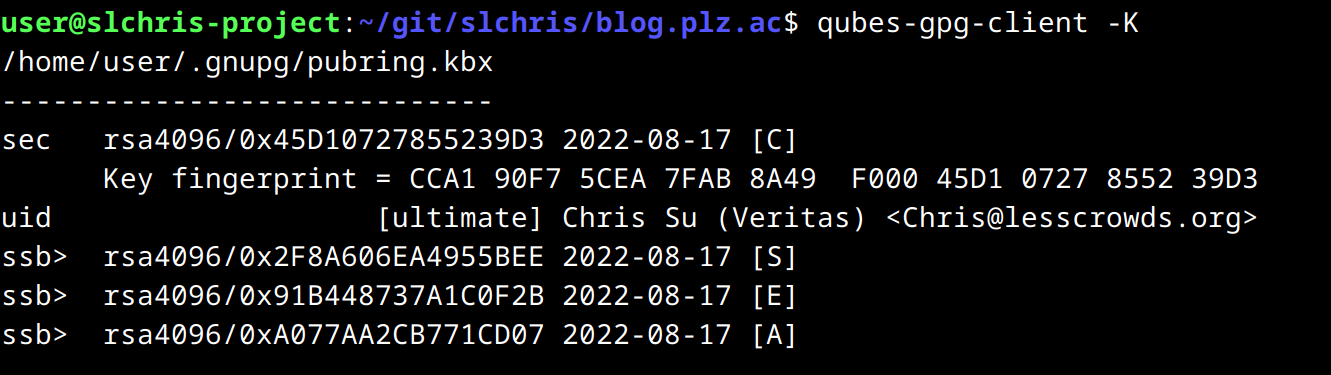 user@slchris-project:~/git/slchris/blog.plz.ac$ qubes-gpg-client -K
/home/user/.gnupg/pubring.kbx
-----------------------------
sec   rsa4096/0x45D10727855239D3 2022-08-17 [C]
      Key fingerprint = CCA1 90F7 5CEA 7FAB 8A49  F000 45D1 0727 8552 39D3
uid                   [ultimate] Chris Su (Veritas) <Chris@lesscrowds.org>
ssb>  rsa4096/0x2F8A606EA4955BEE 2022-08-17 [S]
ssb>  rsa4096/0x91B448737A1C0F2B 2022-08-17 [E]
ssb>  rsa4096/0xA077AA2CB771CD07 2022-08-17 [A]